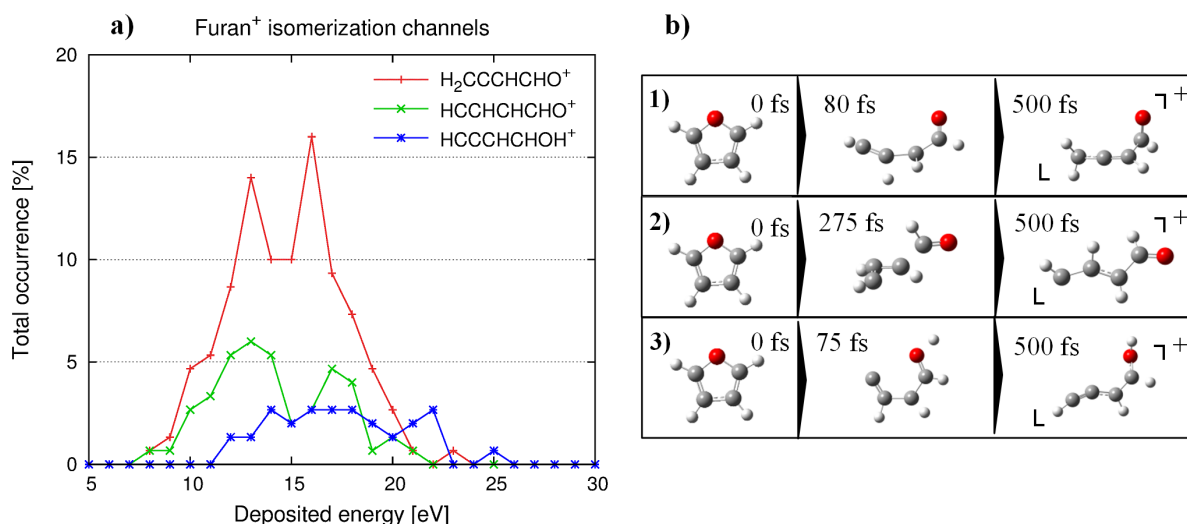 a)
Furan⁺ isomerization channels
H₂CCCHCHO⁺
HCCHCHCHO⁺
HCCCHCHOH⁺
Total occurrence [%]
20
15
10
5
0
5 10 15 20 25 30
Deposited energy [eV]
b)
1) 0 fs 80 fs 500 fs +
2) 0 fs 275 fs 500 fs +
3) 0 fs 75 fs 500 fs +